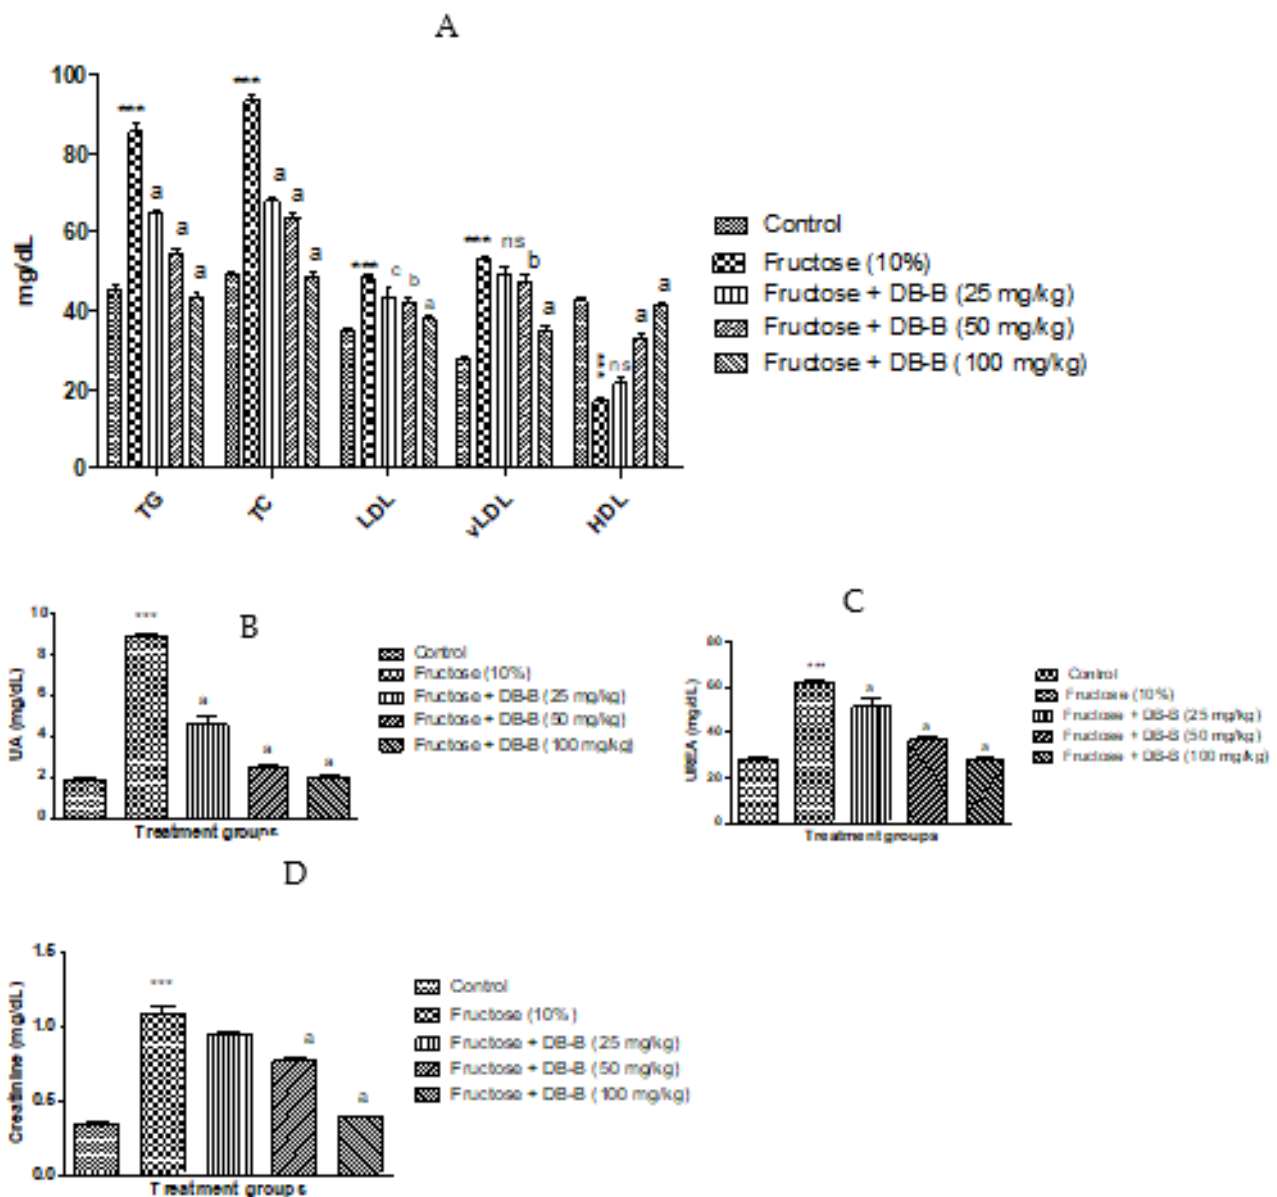 A
100
80
60
40
20
0
mg/dL
***
a
a
a
***
a
a
a
***
c
b
a
***
ns
b
a
***
ns
a
a
TG
TC
LDL
vLDL
HDL
Control
Fructose (10%)
Fructose + DB-B (25 mg/kg)
Fructose + DB-B (50 mg/kg)
Fructose + DB-B (100 mg/kg)
B
10
8
6
4
2
0
UA (mg/dL)
***
a
a
a
Treatment groups
Control
Fructose (10%)
Fructose + DB-B (25 mg/kg)
Fructose + DB-B (50 mg/kg)
Fructose + DB-B (100 mg/kg)
C
80
60
40
20
0
UREA (mg/dL)
***
a
a
a
Treatment groups
Control
Fructose (10%)
Fructose + DB-B (25 mg/kg)
Fructose + DB-B (50 mg/kg)
Fructose + DB-B (100 mg/kg)
D
1.5
1.0
0.5
0.0
Creatinine (mg/dL)
***
a
a
Treatment groups
Control
Fructose (10%)
Fructose + DB-B (25 mg/kg)
Fructose + DB-B (50 mg/kg)
Fructose + DB-B (100 mg/kg)